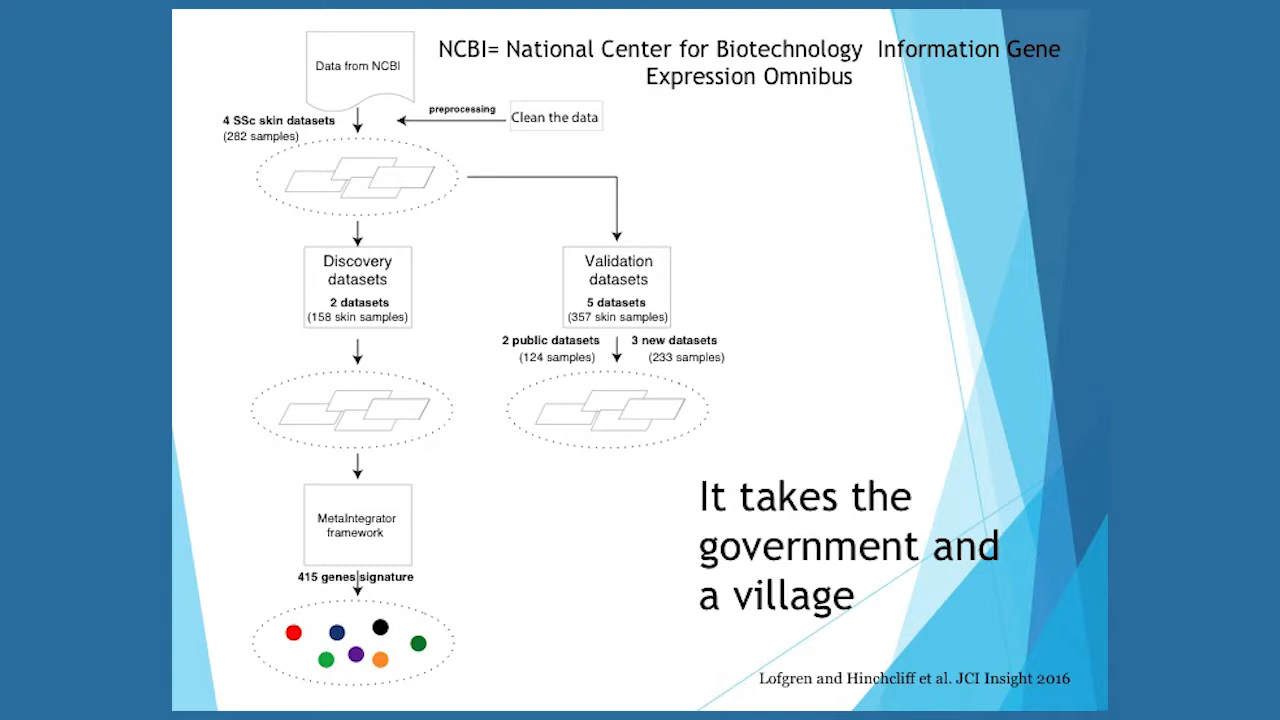 NCBI= National Center for Biotechnology  Information Gene
Expression Omnibus
Data from NCBI
preprocessing
Clean the data
4 SSc skin datasets
(282 samples)
Discovery
datasets
2 datasets
(158 skin samples)
Validation
datasets
5 datasets
(357 skin samples)
2 public datasets
(124 samples)
3 new datasets
(233 samples)
MetaIntegrator
framework
415 genes signature
It takes the
government and
a village
Lofgren and Hinchcliff et al. JCI Insight 2016